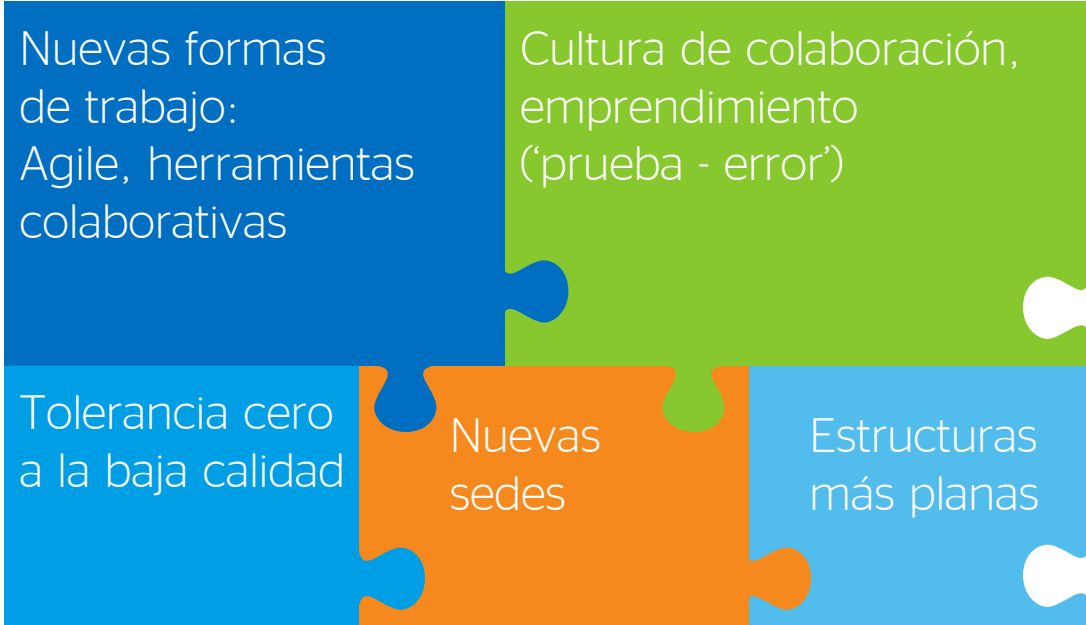 Nuevas formas
de trabajo:
Agile, herramientas
colaborativas
Cultura de colaboración,
emprendimiento
(‘prueba - error’)
Tolerancia cero
a la baja calidad
Nuevas
sedes
Estructuras
más planas